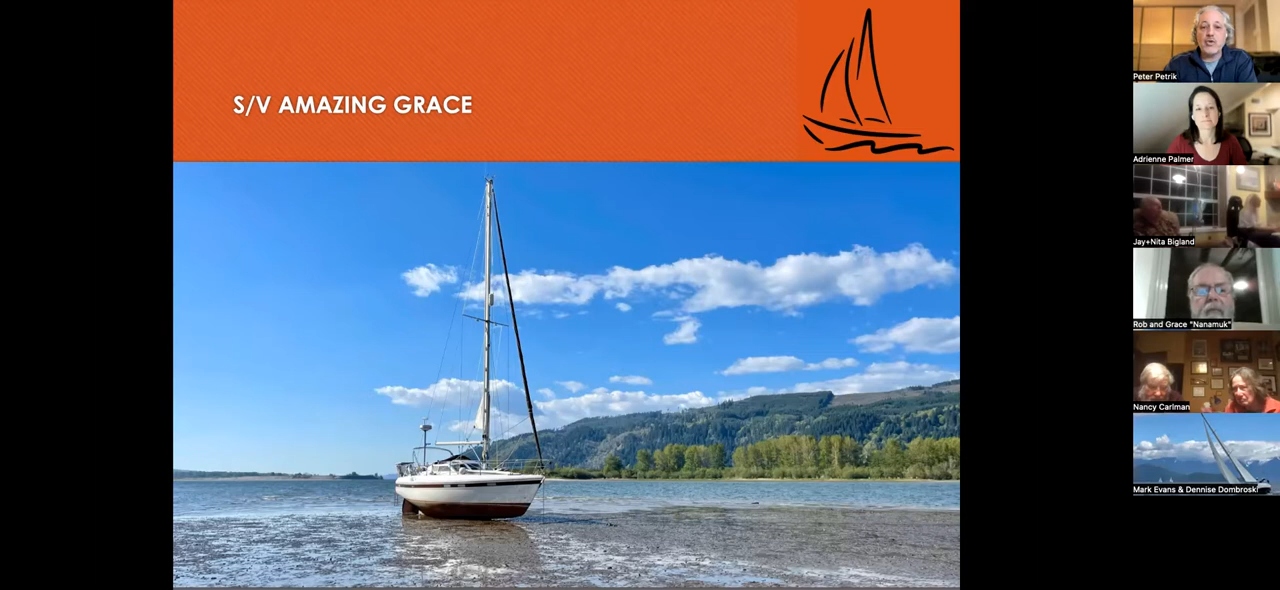 S/V AMAZING GRACE
Peter Petrik
Adrienne Palmer
Jay+Nita Bigland
Rob and Grace "Nanamuk"
Nancy Carlman
Mark Evans & Dennise Dombroski